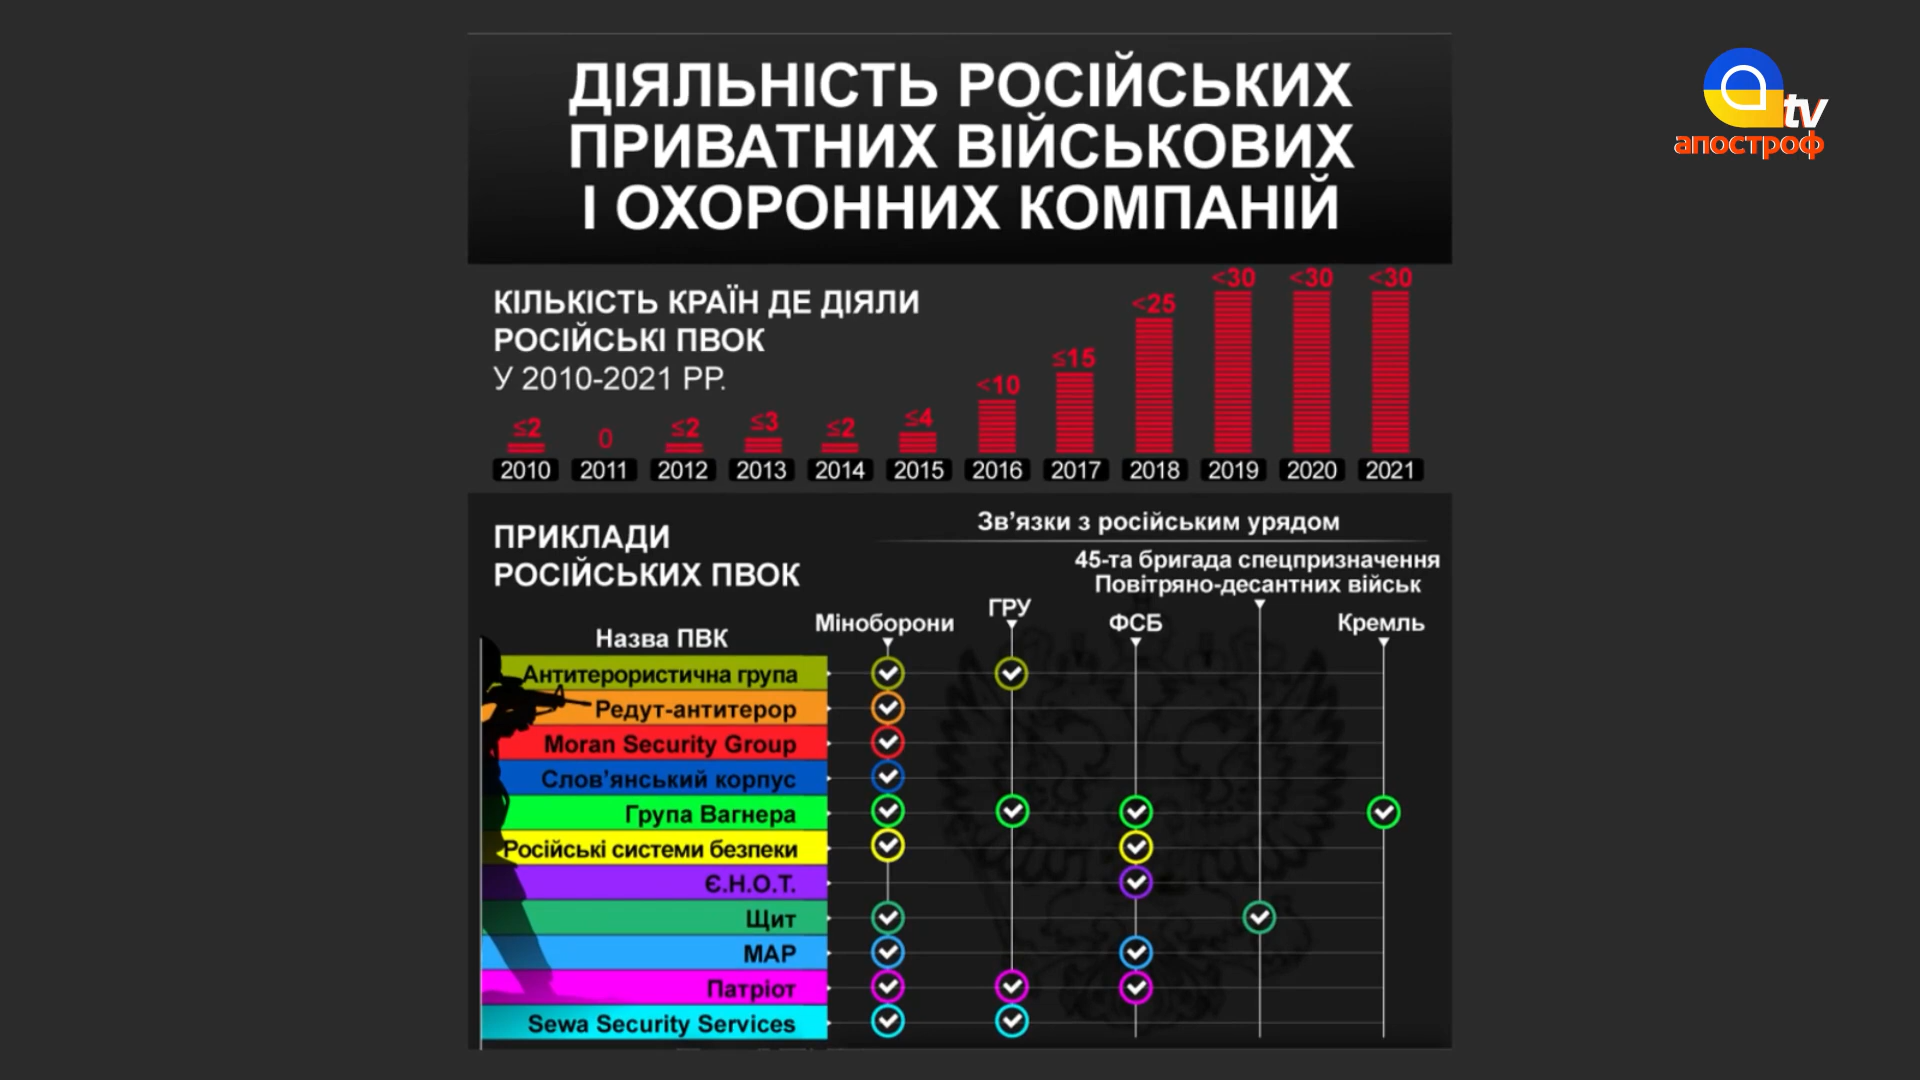 ДІЯЛЬНІСТЬ РОСІЙСЬКИХ
ПРИВАТНИХ ВІЙСЬКОВИХ
І ОХОРОННИХ КОМПАНІЙ
tv
апостроф
КІЛЬКІСТЬ КРАЇН ДЕ ДІЯЛИ
РОСІЙСЬКІ ПВОК
У 2010-2021 РР.
≤2 0 ≤2 ≤3 ≤2 ≤4 <10 ≤15 <25 <30 <30 <30
2010 2011 2012 2013 2014 2015 2016 2017 2018 2019 2020 2021
ПРИКЛАДИ
РОСІЙСЬКИХ ПВОК
Зв’язки з російським урядом
45-та бригада спецпризначення
Повітряно-десантних військ
Назва ПВК Міноборони ГРУ ФСБ Кремль
Антитерористична група
Редут-антитерор
Moran Security Group
Слов’янський корпус
Група Вагнера
Російські системи безпеки
Є.Н.О.Т.
Щит
МАР
Патріот
Sewa Security Services